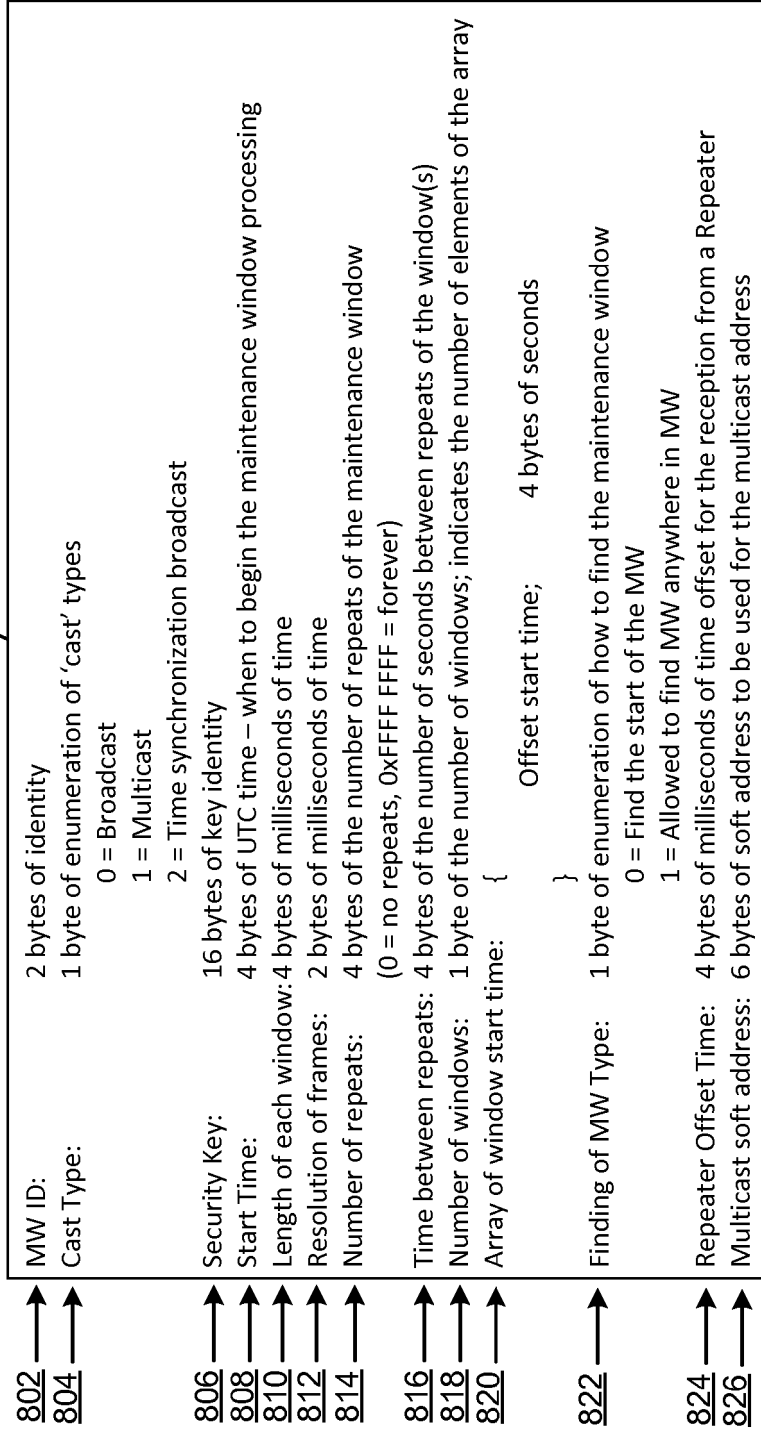 802 MW ID: 2 bytes of identity
804 Cast Type: 1 byte of enumeration of 'cast' types
0 = Broadcast
1 = Multicast
2 = Time synchronization broadcast
806 Security Key: 16 bytes of key identity
808 Start Time: 4 bytes of UTC time – when to begin the maintenance window processing
810 Length of each window: 4 bytes of milliseconds of time
812 Resolution of frames: 2 bytes of milliseconds of time
814 Number of repeats: 4 bytes of the number of repeats of the maintenance window
(0 = no repeats, 0xFFFF FFFF = forever)
816 Time between repeats: 4 bytes of the number of seconds between repeats of the window(s)
818 Number of windows: 1 byte of the number of windows; indicates the number of elements of the array
820 Array of window start time: {
Offset start time; 4 bytes of seconds
}
822 Finding of MW Type: 1 byte of enumeration of how to find the maintenance window
0 = Find the start of the MW
1 = Allowed to find MW anywhere in MW
824 Repeater Offset Time: 4 bytes of milliseconds of time offset for the reception from a Repeater
826 Multicast soft address: 6 bytes of soft address to be used for the multicast address